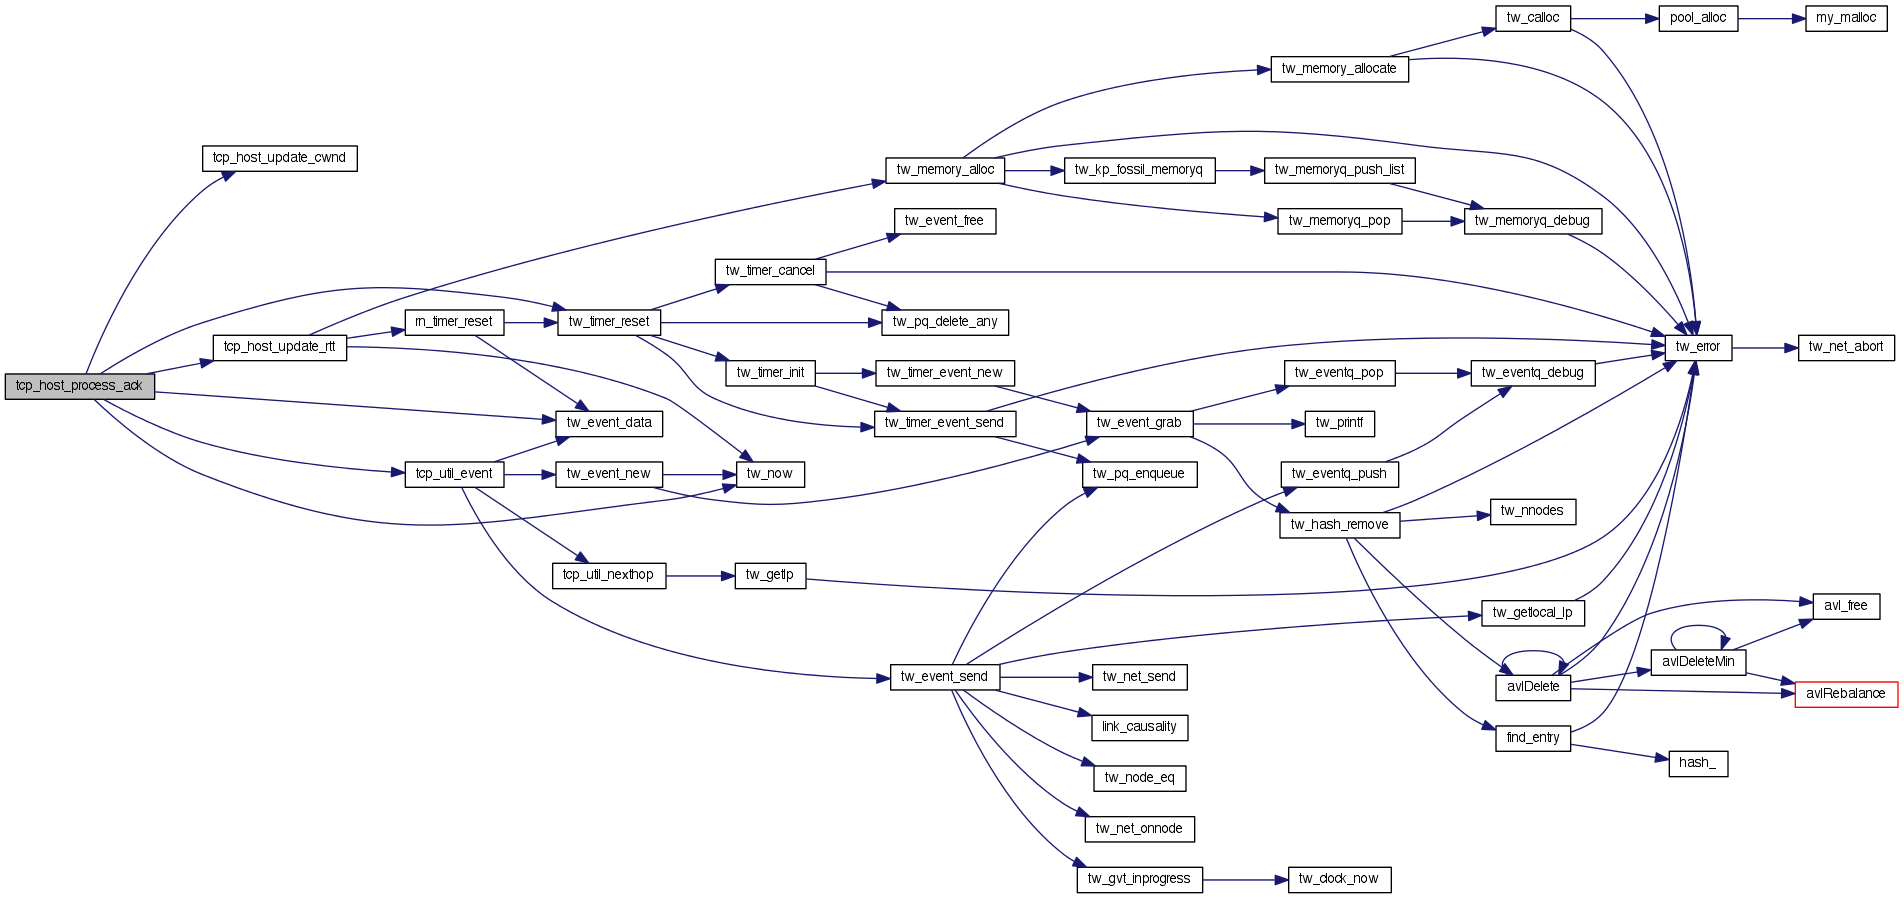 tw_calloc
pool_alloc
my_malloc
tw_memory_allocate
tcp_host_update_cwnd
tw_memory_alloc
tw_kp_fossil_memoryq
tw_memoryq_push_list
tw_event_free
tw_memoryq_pop
tw_memoryq_debug
tw_timer_cancel
rn_timer_reset
tw_timer_reset
tw_pq_delete_any
tcp_host_update_rtt
tw_error
tw_net_abort
tcp_host_process_ack
tw_timer_init
tw_timer_event_new
tw_eventq_pop
tw_eventq_debug
tw_event_data
tw_timer_event_send
tw_event_grab
tw_printf
tcp_util_event
tw_event_new
tw_now
tw_pq_enqueue
tw_eventq_push
tw_hash_remove
tw_nnodes
tcp_util_nexthop
tw_getlp
tw_getlocal_lp
avl_free
tw_event_send
tw_net_send
avlDelete
avlDeleteMin
avlRebalance
link_causality
find_entry
hash_
tw_node_eq
tw_net_onnode
tw_gvt_inprogress
tw_clock_now